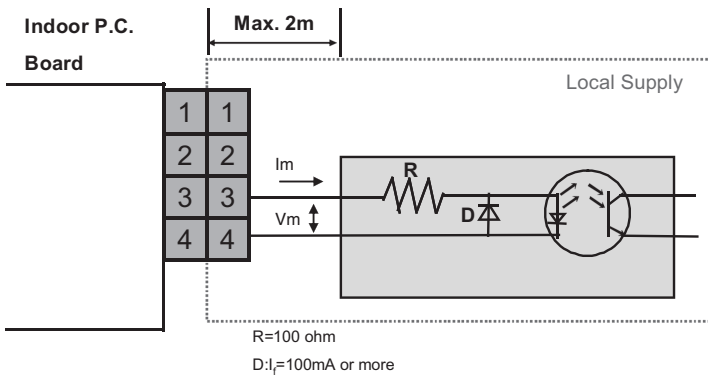 Indoor P.C.
Board
Max. 2m
Local Supply
1 1
2 2
3 3
4 4
Im
Vm
R
D
R=100 ohm
D:If=100mA or more